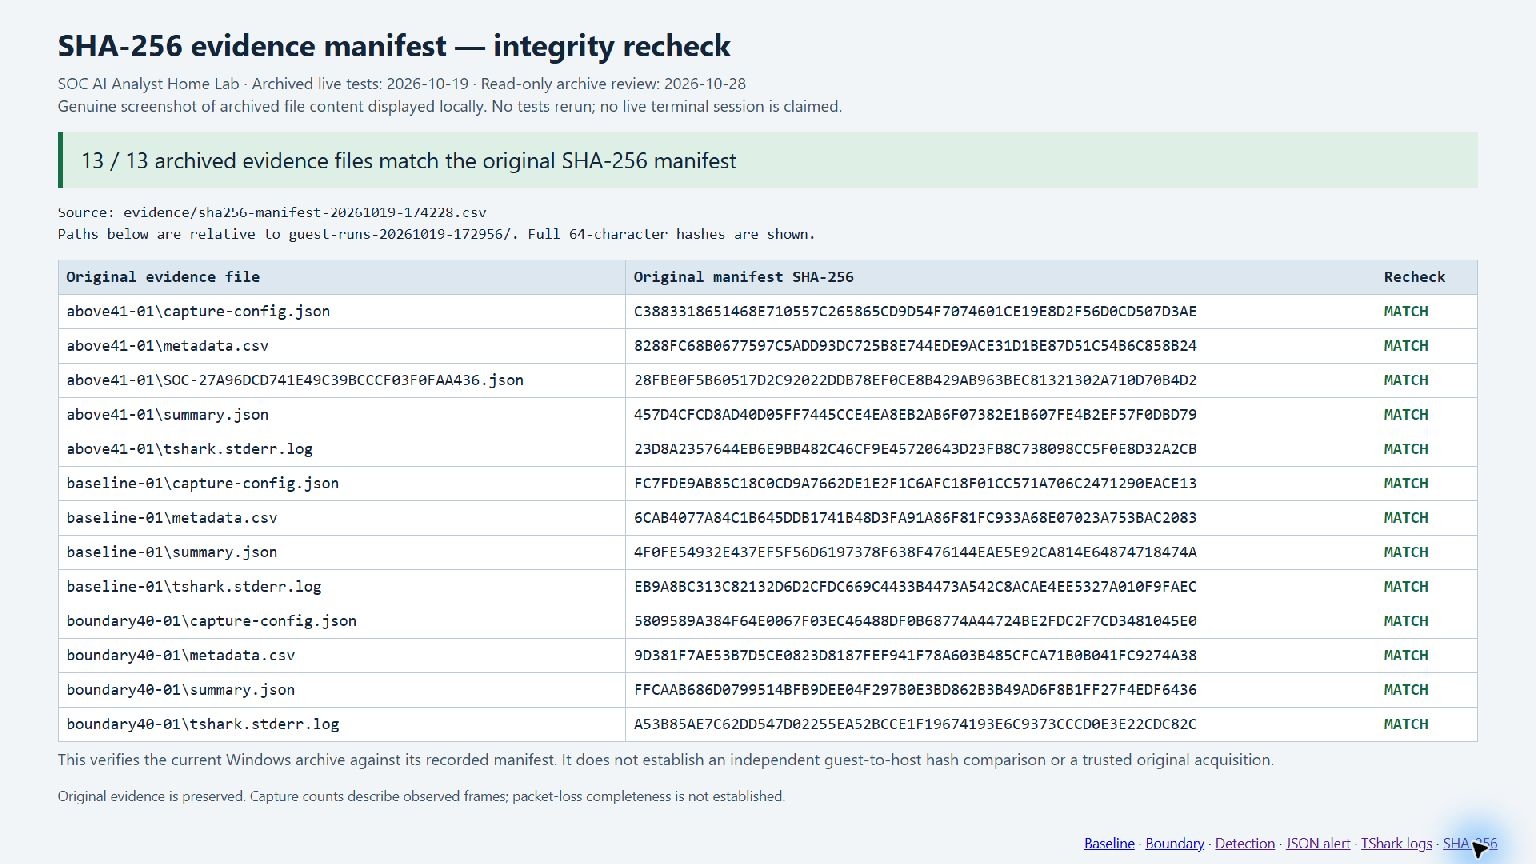 SHA-256 evidence manifest — integrity recheck
SOC AI Analyst Home Lab · Archived live tests: 2026-10-19 · Read-only archive review: 2026-10-28
Genuine screenshot of archived file content displayed locally. No tests rerun; no live terminal session is claimed.
13 / 13 archived evidence files match the original SHA-256 manifest
Source: evidence/sha256-manifest-20261019-174228.csv
Paths below are relative to guest-runs-20261019-172956/. Full 64-character hashes are shown.
Original evidence file Original manifest SHA-256 Recheck
above41-01\capture-config.json C3883318651468E710557C265865CD9D54F7074601CE19E8D2F56D0CD507D3AE MATCH
above41-01\metadata.csv 8288FC68B0677597C5ADD93DC725B8E744EDE9ACE31D1BE87D51C54B6C858B24 MATCH
above41-01\SOC-27A96DCD741E49C39BCCCF03F0FAA436.json 28FBE0F5B60517D2C92022DDB78EF0CE8B429AB963BEC81321302A710D70B4D2 MATCH
above41-01\summary.json 457D4CFCD8AD40D05FF7445CCE4EA8EB2AB6F07382E1B607FE4B2EF57F0DBD79 MATCH
above41-01\tshark.stderr.log 23D8A2357644EB6E9BB482C46CF9E45720643D23FB8C738098CC5F0E8D32A2CB MATCH
baseline-01\capture-config.json FC7FDE9AB85C18C0CD9A7662DE1E2F1C6AFC18F01CC571A706C2471290EACE13 MATCH
baseline-01\metadata.csv 6CAB4077A84C1B645DDB1741B48D3FA91A86F81FC933A68E07023A753BAC2083 MATCH
baseline-01\summary.json 4F0FE54932E437EF5F56D6197378F638F476144EAE5E92CA814E64874718474A MATCH
baseline-01\tshark.stderr.log EB9A8BC313C82132D6D2CFDC669C4433B4473A542C8ACAE4EE5327A010F9FAEC MATCH
boundary40-01\capture-config.json 5809589A384F64E0067F03EC46488DF0B68774A44724BE2FDC2F7CD3481045E0 MATCH
boundary40-01\metadata.csv 9D381F7AE53B7D5CE0823D8187FEF941F78A603B485CFCA71B0B041FC9274A38 MATCH
boundary40-01\summary.json FFCAAB686D0799514BFB9DEE04F297B0E3BD862B3B49AD6F8B1FF27F4EDF6436 MATCH
boundary40-01\tshark.stderr.log A53B85AE7C62DD547D02255EA52BCCE1F19674193E6C9373CCCD0E3E22CDC82C MATCH
This verifies the current Windows archive against its recorded manifest. It does not establish an independent guest-to-host hash comparison or a trusted original acquisition.
Original evidence is preserved. Capture counts describe observed frames; packet-loss completeness is not established.
Baseline · Boundary · Detection · JSON alert · TShark logs · SHA-256